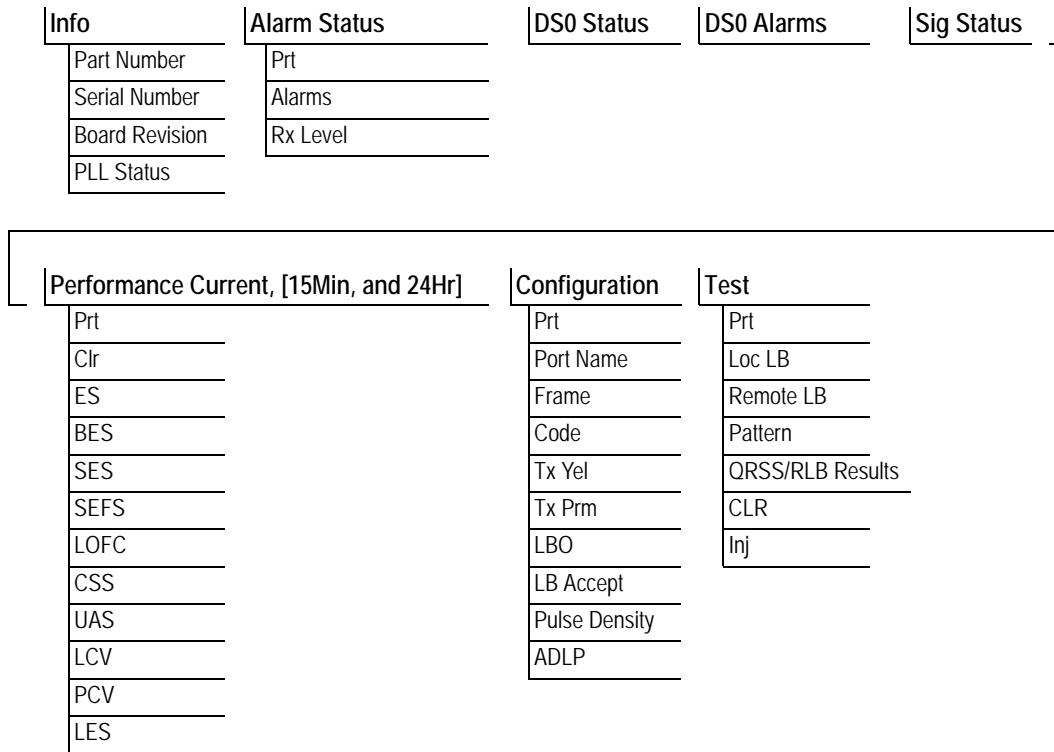 Info
Part Number
Serial Number
Board Revision
PLL Status
Alarm Status
Prt
Alarms
Rx Level
DS0 Status
DS0 Alarms
Sig Status
Performance Current, [15Min, and 24Hr]
Prt
Clr
ES
BES
SES
SEFS
LOFC
CSS
UAS
LCV
PCV
LES
Configuration
Prt
Port Name
Frame
Code
Tx Yel
Tx Prm
LBO
LB Accept
Pulse Density
ADLP
Test
Prt
Loc LB
Remote LB
Pattern
QRSS/RLB Results
CLR
Inj